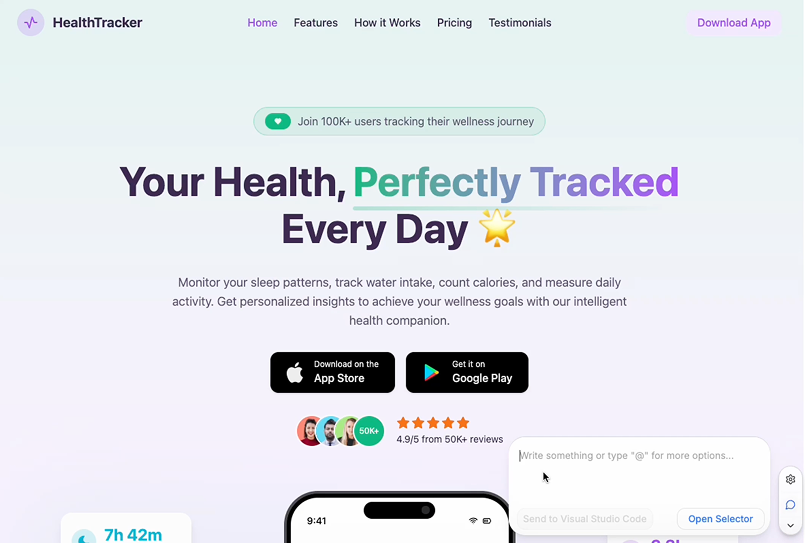 HealthTracker
Home Features How it Works Pricing Testimonials
Download App
Join 100K+ users tracking their wellness journey
Your Health, Perfectly Tracked
Every Day
Monitor your sleep patterns, track water intake, count calories, and measure daily
activity. Get personalized insights to achieve your wellness goals with our intelligent
health companion.
Download on the
App Store
Get it on
Google Play
50K+
4.9/5 from 50K+ reviews
Write something or type "@" for more options...
Send to Visual Studio Code
Open Selector
9:41
7h 42m